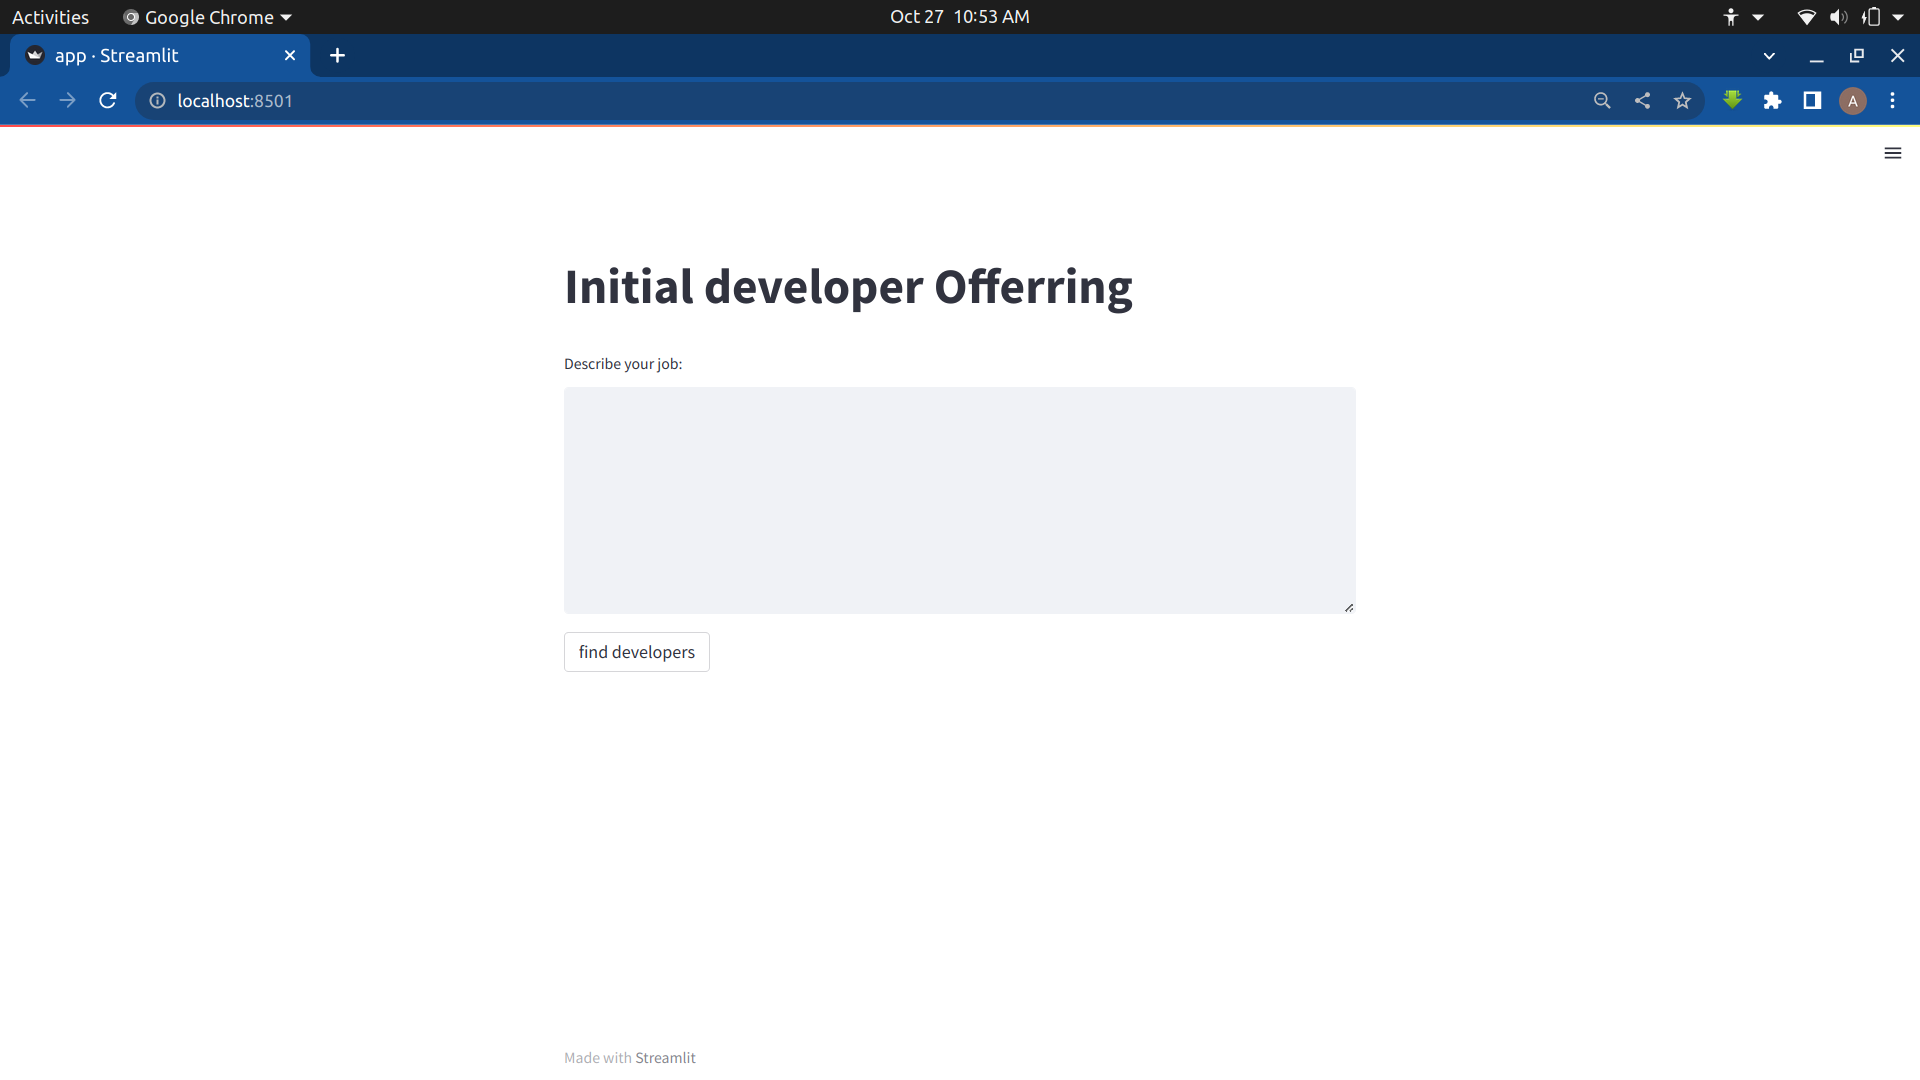 Activities Google Chrome Oct 27 10:53 AM
app · Streamlit
localhost:8501 A
Initial developer Offerring
Describe your job:
find developers
Made with Streamlit